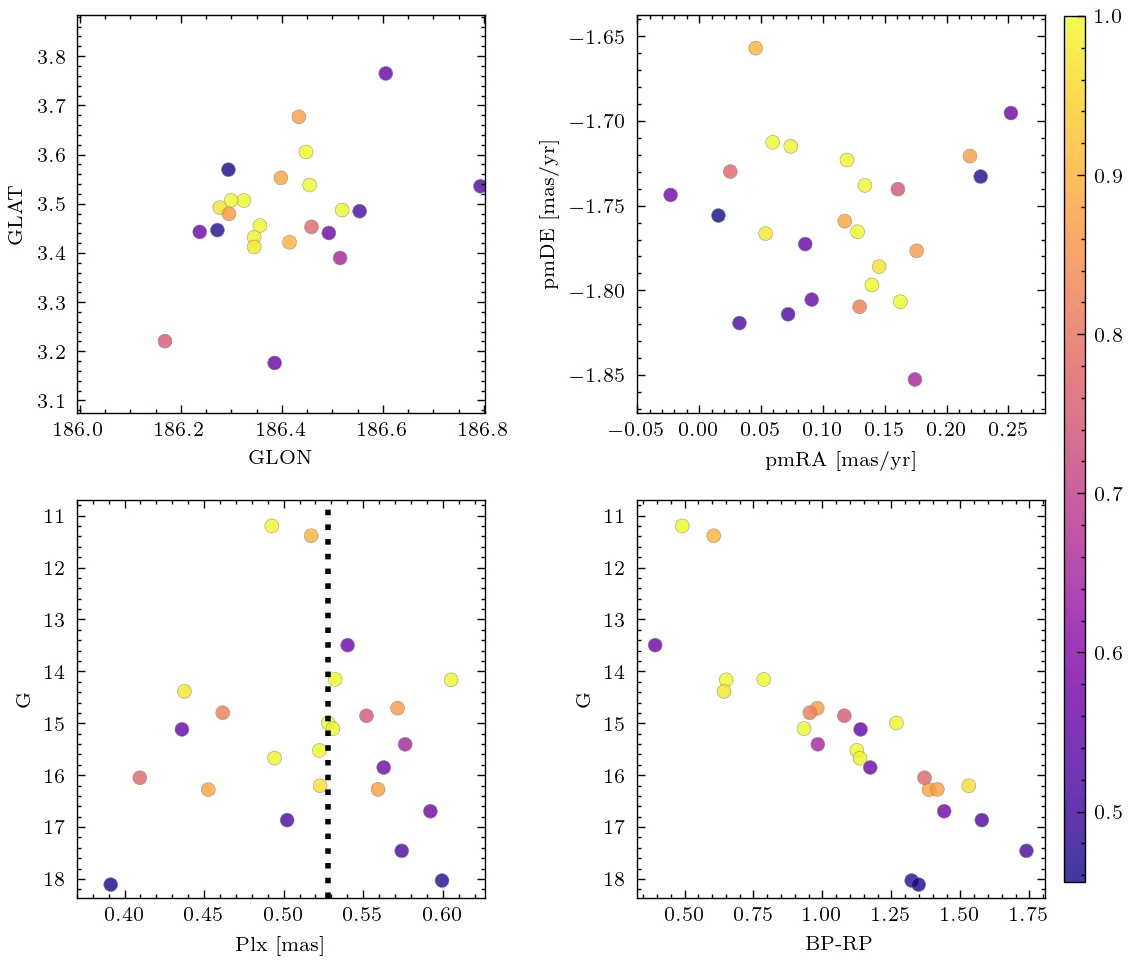 3.8
3.7
3.6
3.5
3.4
3.3
3.2
3.1
GLAT
186.0 186.2 186.4 186.6 186.8
GLON
−1.65
−1.70
−1.75
−1.80
−1.85
pmDE [mas/yr]
−0.05 0.00 0.05 0.10 0.15 0.20 0.25
pmRA [mas/yr]
1.0
0.9
0.8
0.7
0.6
0.5
11
12
13
14
15
16
17
18
G
0.40 0.45 0.50 0.55 0.60
Plx [mas]
11
12
13
14
15
16
17
18
G
0.50 0.75 1.00 1.25 1.50 1.75
BP-RP